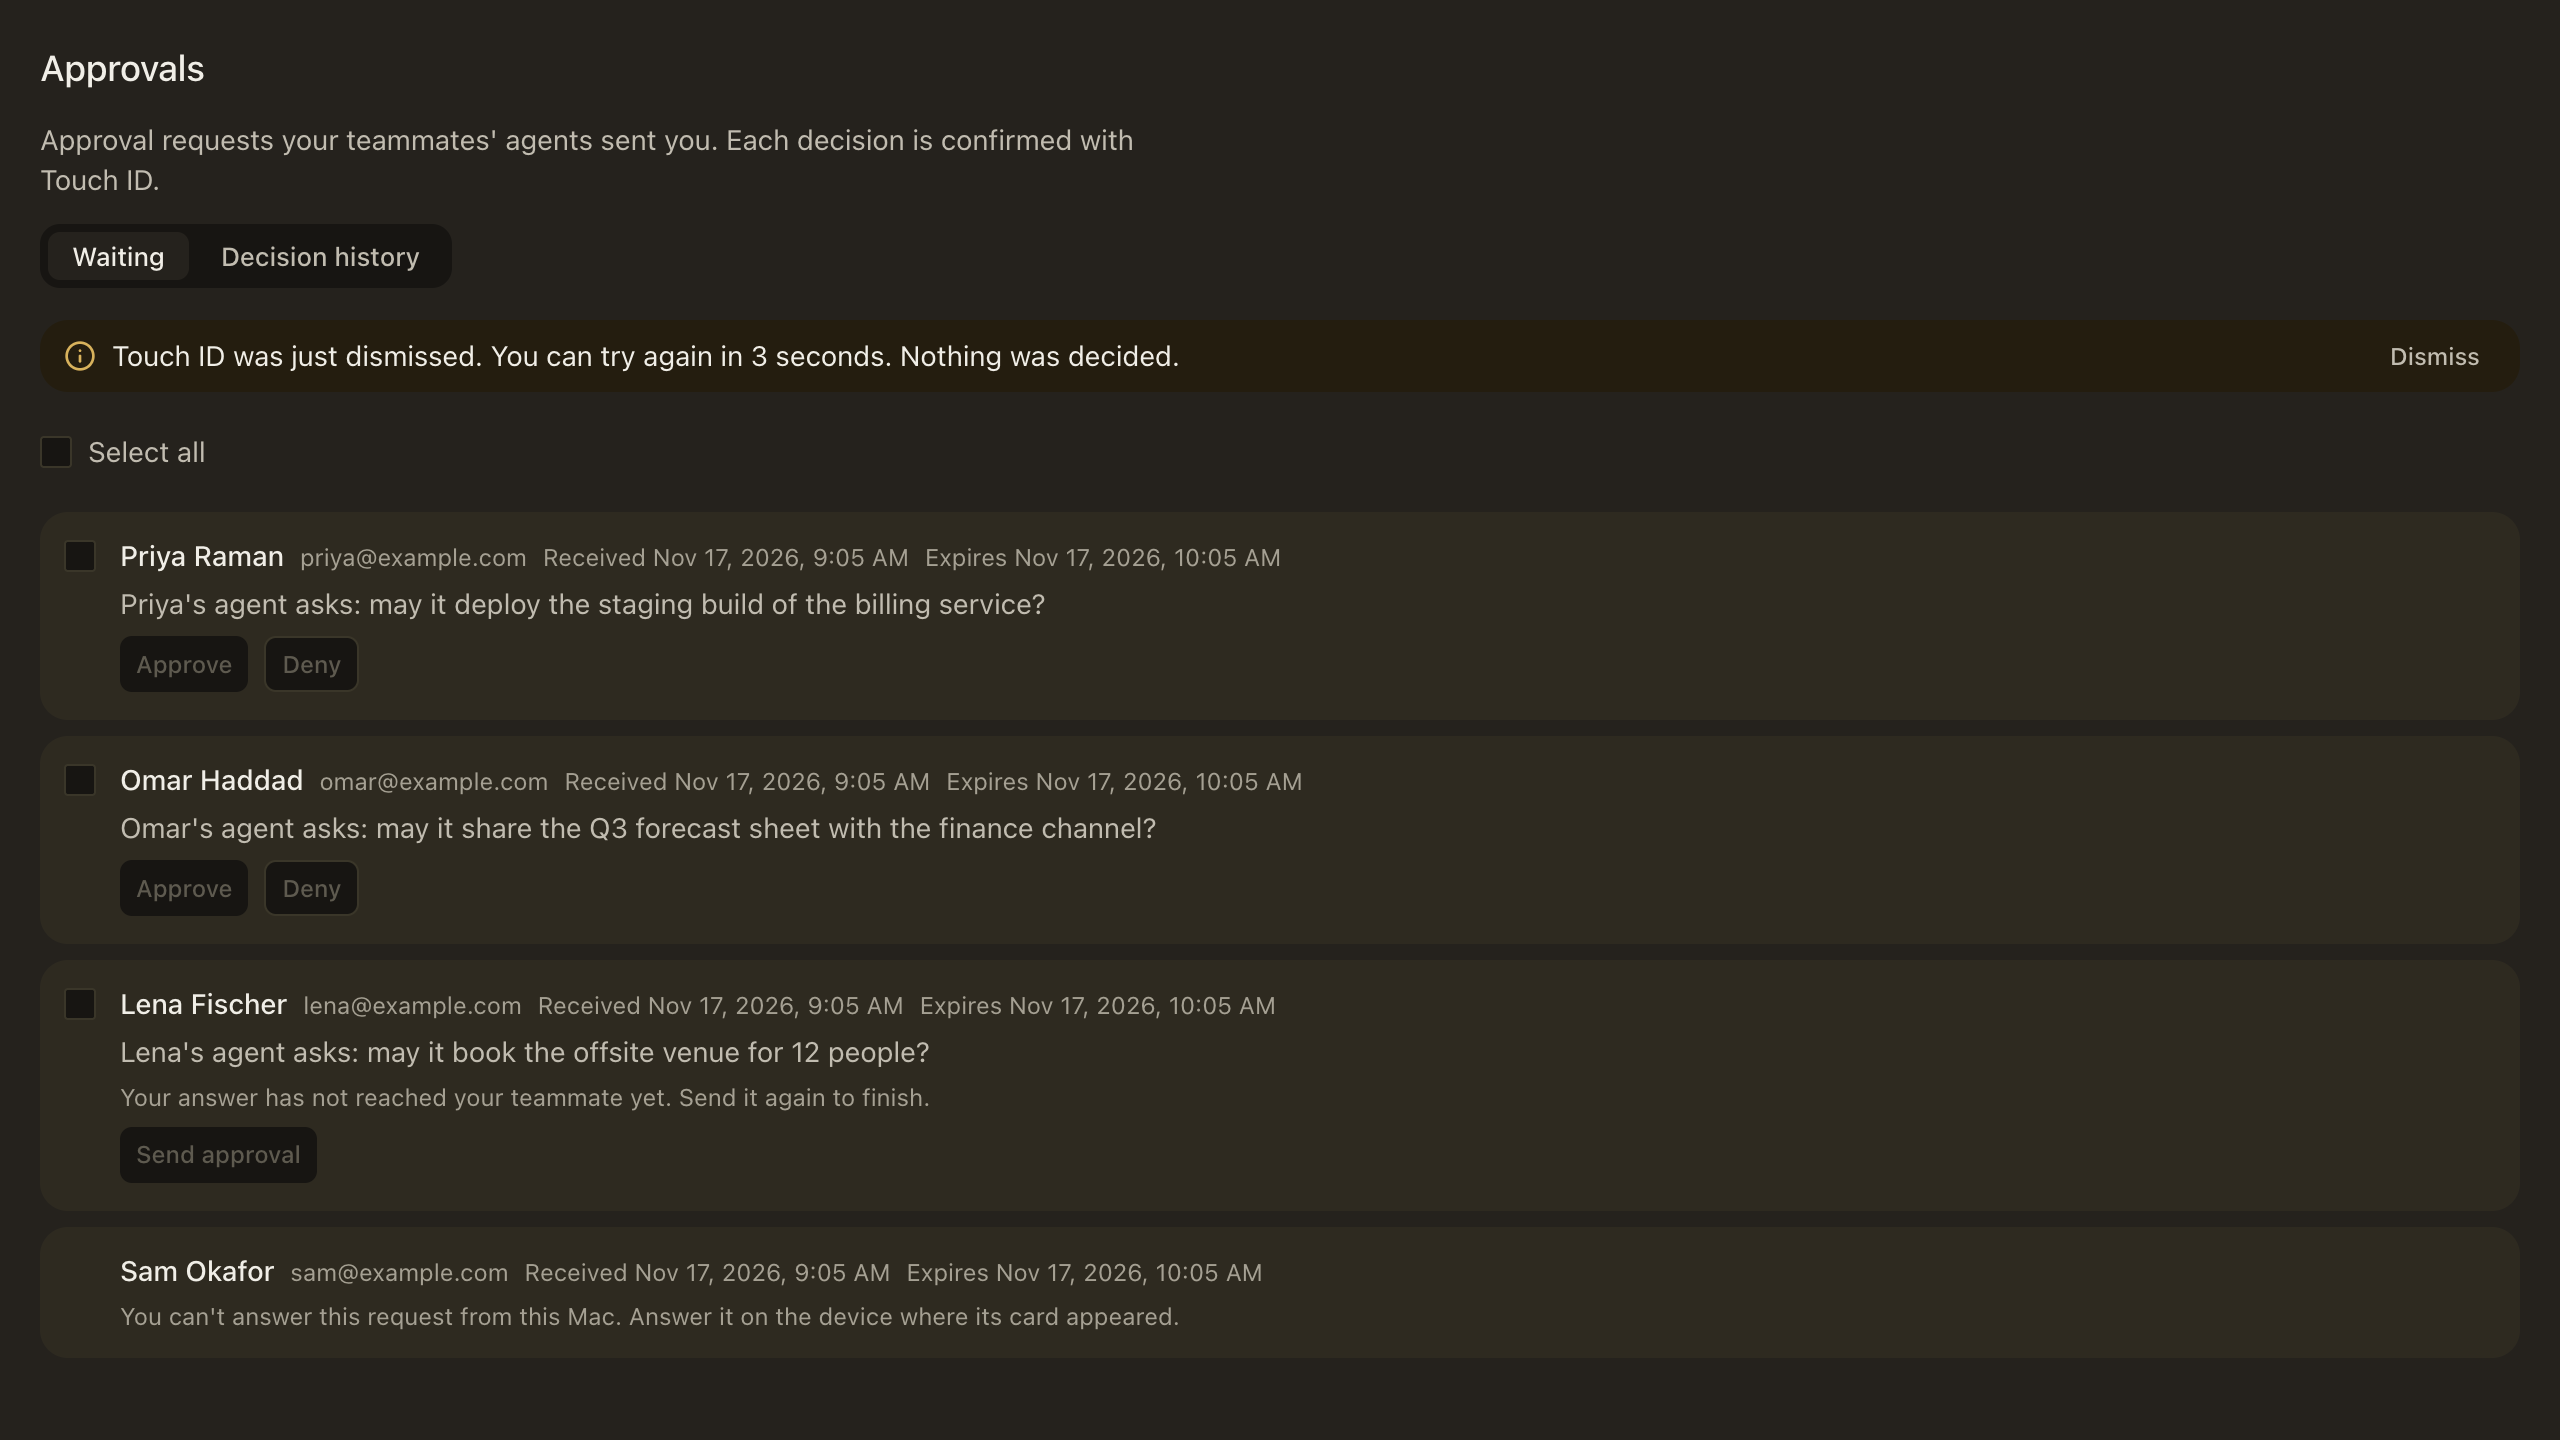 Approvals
Approval requests your teammates' agents sent you. Each decision is confirmed with
Touch ID.
Waiting Decision history
Touch ID was just dismissed. You can try again in 3 seconds. Nothing was decided. Dismiss
Select all
Priya Raman priya@example.com Received Nov 17, 2026, 9:05 AM Expires Nov 17, 2026, 10:05 AM
Priya's agent asks: may it deploy the staging build of the billing service?
Approve Deny
Omar Haddad omar@example.com Received Nov 17, 2026, 9:05 AM Expires Nov 17, 2026, 10:05 AM
Omar's agent asks: may it share the Q3 forecast sheet with the finance channel?
Approve Deny
Lena Fischer lena@example.com Received Nov 17, 2026, 9:05 AM Expires Nov 17, 2026, 10:05 AM
Lena's agent asks: may it book the offsite venue for 12 people?
Your answer has not reached your teammate yet. Send it again to finish.
Send approval
Sam Okafor sam@example.com Received Nov 17, 2026, 9:05 AM Expires Nov 17, 2026, 10:05 AM
You can't answer this request from this Mac. Answer it on the device where its card appeared.